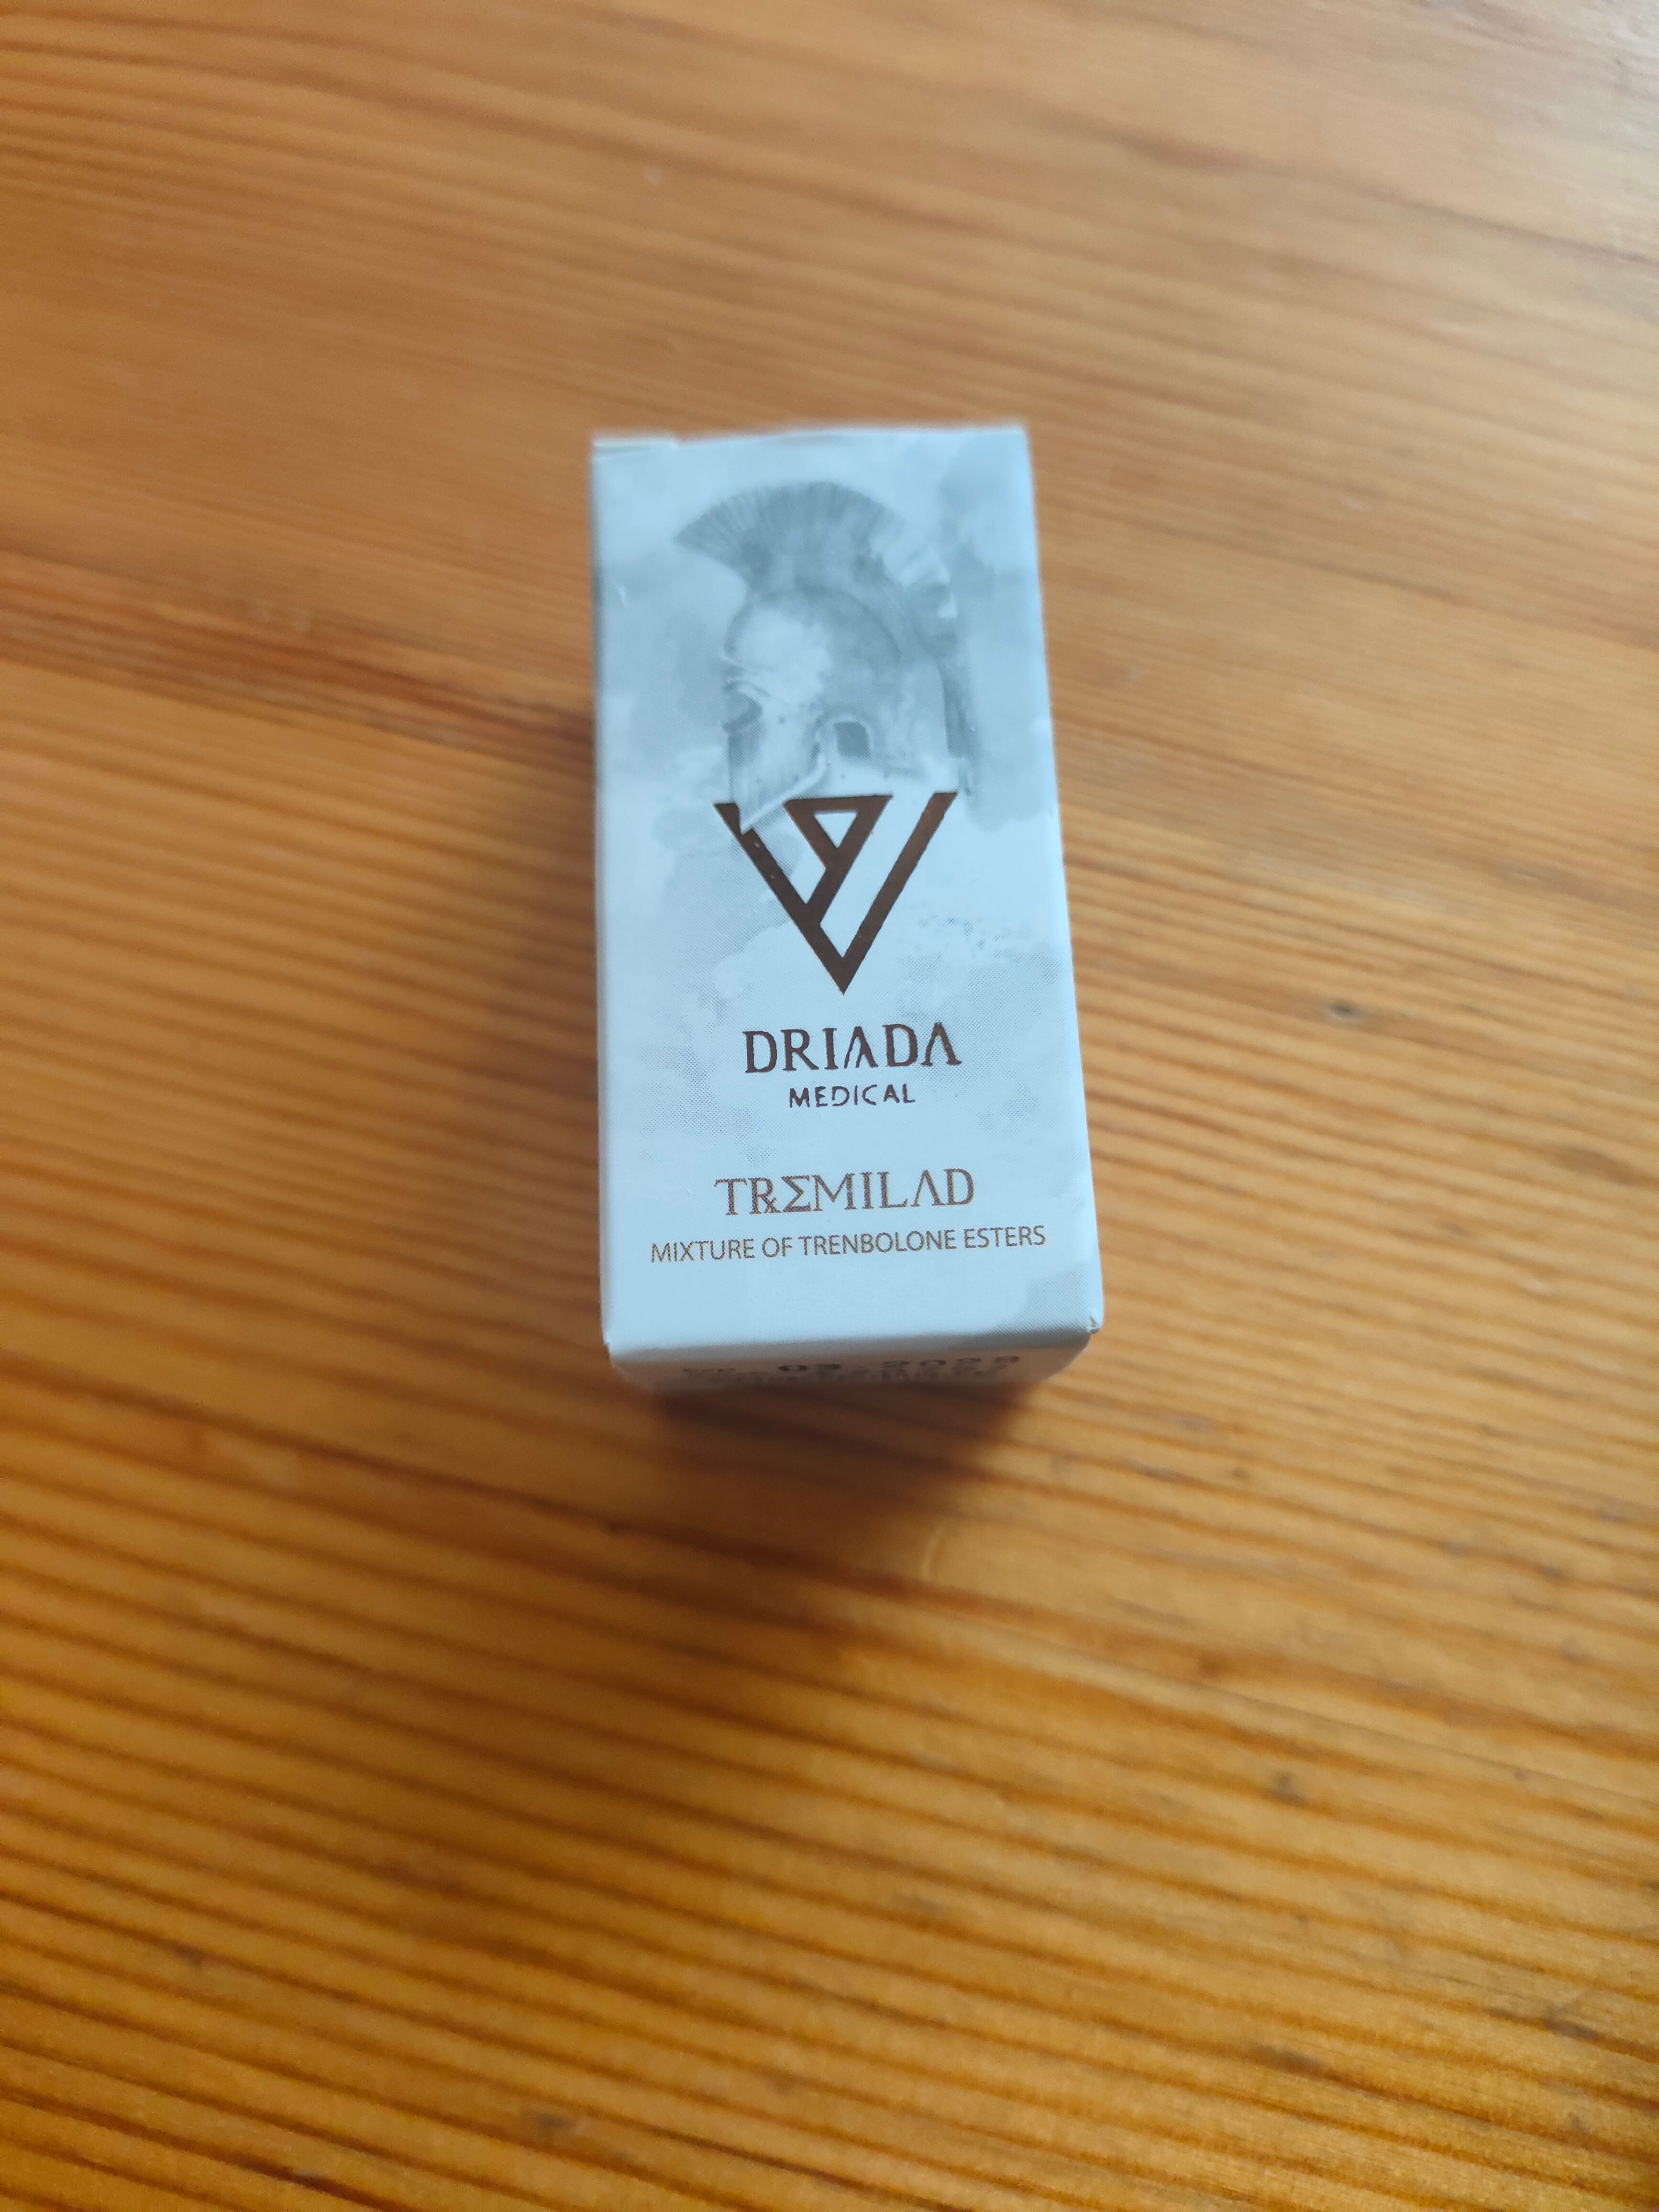 DRIADA
MEDICAL
TREMILAD
MIXTURE OF TRENBOLONE ESTERS